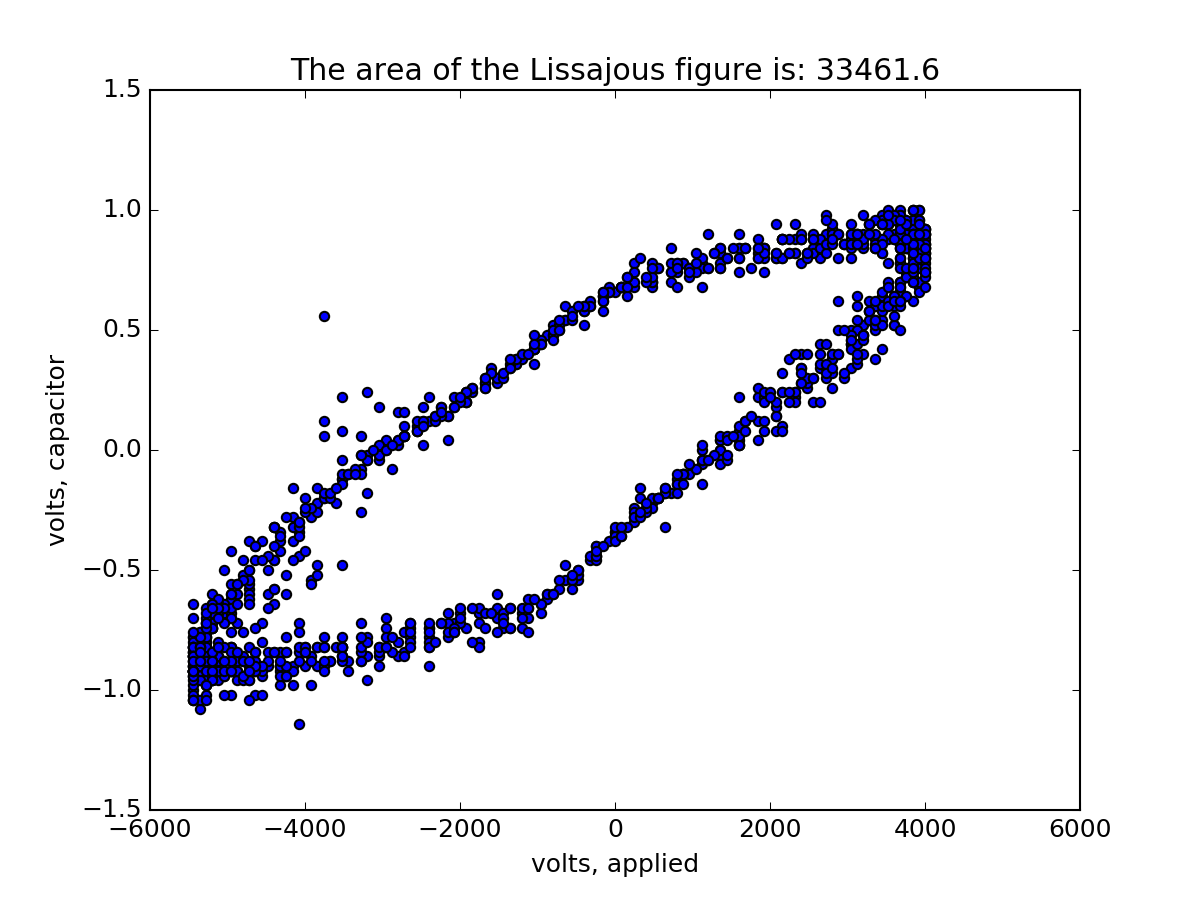 The area of the Lissajous figure is: 33461.6
1.5
1.0
0.5
0.0
−0.5
−1.0
−1.5
volts, capacitor
−6000 −4000 −2000 0 2000 4000 6000
volts, applied